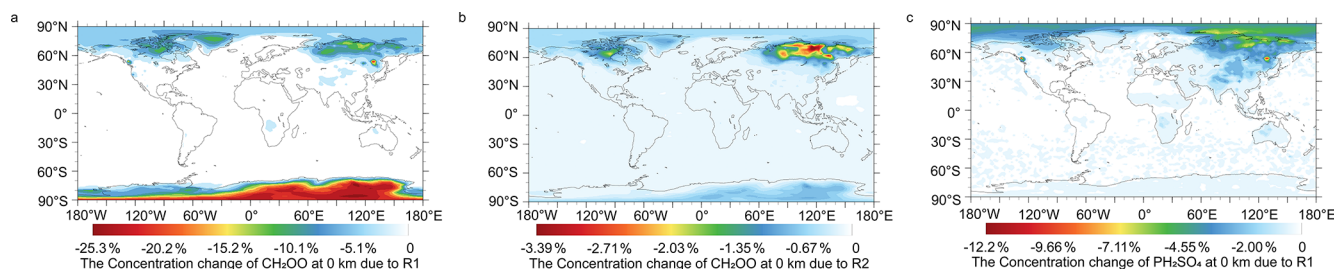 a
90°N
60°N
30°N
0°
30°S
60°S
90°S
180°W 120°W 60°W 0° 60°E 120°E 180°E
-25.3% -20.2% -15.2% -10.1% -5.1% 0
The Concentration change of CH₂OO at 0 km due to R1
b
90°N
60°N
30°N
0°
30°S
60°S
90°S
180°W 120°W 60°W 0° 60°E 120°E 180°E
-3.39% -2.711% -2.03% -1.35% -0.67% 0
The Concentration change of CH₂OO at 0 km due to R2
c
90°N
60°N
30°N
0°
30°S
60°S
90°S
180°W 120°W 60°W 0° 60°E 120°E 180°E
-12.2% -9.66% -7.11% -4.55% -2.00% 0
The Concentration change of PH₂SO₄ at 0 km due to R1